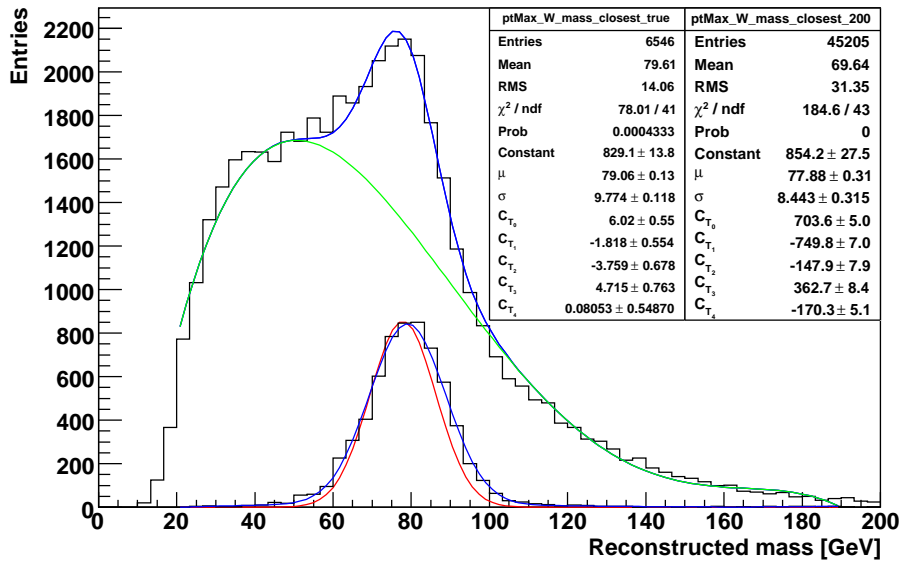 Entries
2200
2000
1800
1600
1400
1200
1000
800
600
400
200
0
0 20 40 60 80 100 120 140 160 180 200
Reconstructed mass [GeV]
ptMax_W_mass_closest_true
Entries 6546
Mean 79.61
RMS 14.06
χ² / ndf 78.01 / 41
Prob 0.0004333
Constant 829.1 ± 13.8
μ 79.06 ± 0.13
σ 9.774 ± 0.118
C_T₀ 6.02 ± 0.55
C_T₁ -1.818 ± 0.554
C_T₂ -3.759 ± 0.678
C_T₃ 4.715 ± 0.763
C_T₄ 0.08053 ± 0.54870
ptMax_W_mass_closest_200
Entries 45205
Mean 69.64
RMS 31.35
χ² / ndf 184.6 / 43
Prob 0
Constant 854.2 ± 27.5
μ 77.88 ± 0.31
σ 8.443 ± 0.315
C_T₀ 703.6 ± 5.0
C_T₁ -749.8 ± 7.0
C_T₂ -147.9 ± 7.9
C_T₃ 362.7 ± 8.4
C_T₄ -170.3 ± 5.1